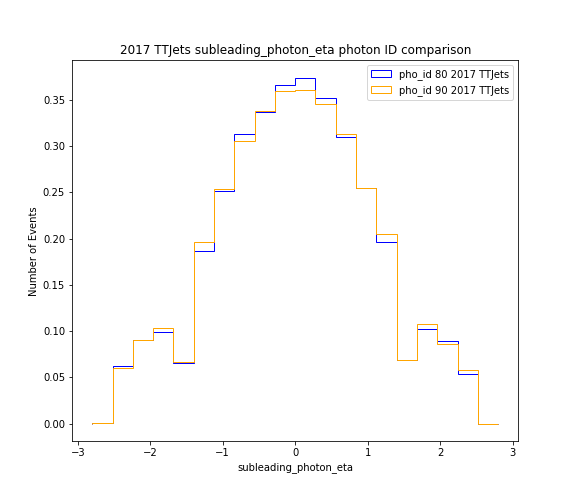 2017 TTJets subleading_photon_eta photon ID comparison
pho_id 80 2017 TTJets
pho_id 90 2017 TTJets
Number of Events
0.35
0.30
0.25
0.20
0.15
0.10
0.05
0.00
−3 −2 −1 0 1 2 3
subleading_photon_eta